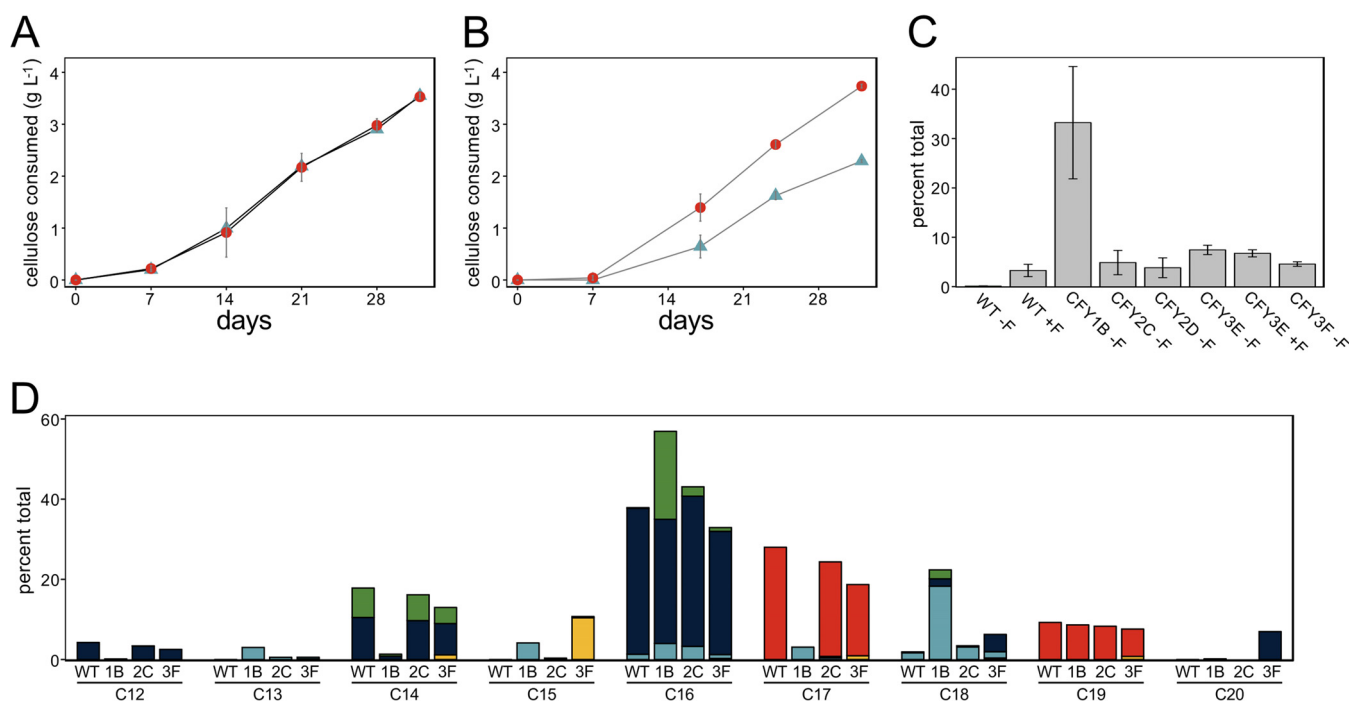 A
cellulose consumed (g L-1)
4
3
2
1
0
0 7 14 21 28
days
B
cellulose consumed (g L-1)
4
3
2
1
0
0 7 14 21 28
days
C
percent total
40
30
20
10
0
WT -F
WT +F
CFY1B -F
CFY2C -F
CFY2D -F
CFY3E -F
CFY3E +F
CFY3F -F
D
percent total
60
40
20
0
WT 1B 2C 3F WT 1B 2C 3F WT 1B 2C 3F WT 1B 2C 3F WT 1B 2C 3F WT 1B 2C 3F WT 1B 2C 3F WT 1B 2C 3F WT 1B 2C 3F
C12 C13 C14 C15 C16 C17 C18 C19 C20